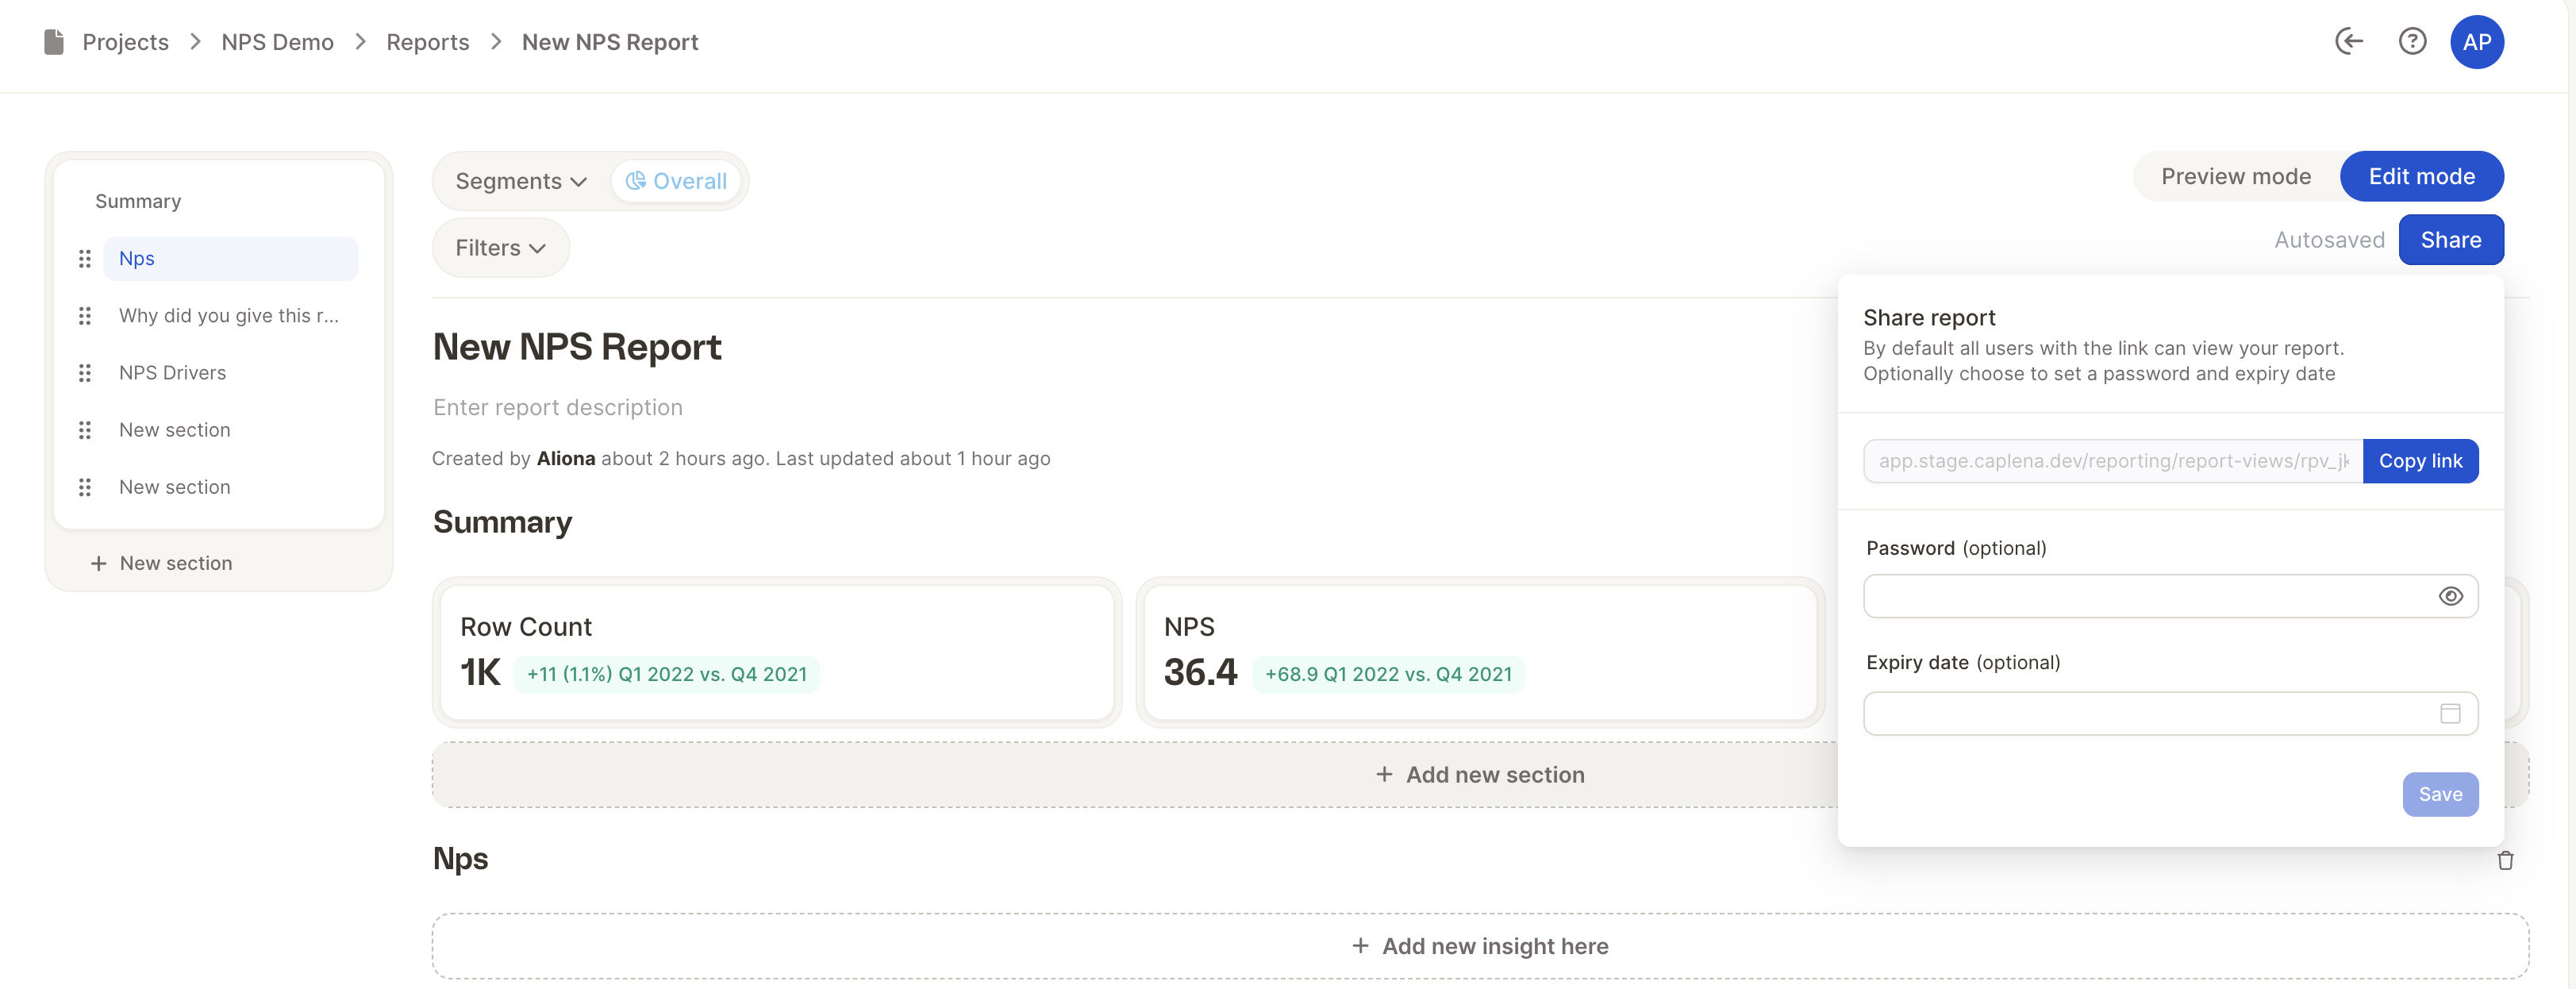 Projects > NPS Demo > Reports > New NPS Report
AP
Summary
Nps
Why did you give this r...
NPS Drivers
New section
New section
+ New section
Segments
Overall
Filters
Preview mode
Edit mode
Autosaved
Share
New NPS Report
Enter report description
Created by Aliona about 2 hours ago. Last updated about 1 hour ago
Summary
Row Count
1K +11 (1.1%) Q1 2022 vs. Q4 2021
NPS
36.4 +68.9 Q1 2022 vs. Q4 2021
+ Add new section
Nps
+ Add new insight here
Share report
By default all users with the link can view your report.
Optionally choose to set a password and expiry date
app.stage.caplena.dev/reporting/report-views/rpv_jk
Copy link
Password (optional)
Expiry date (optional)
Save